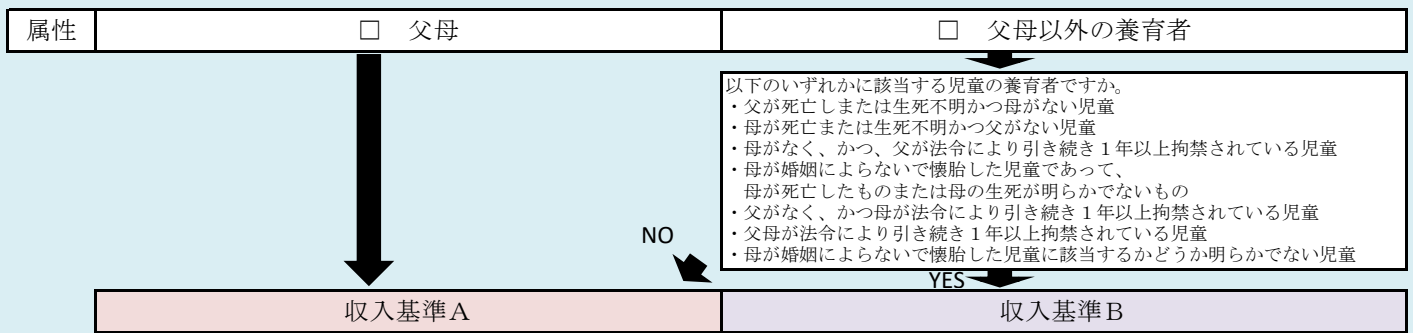 属性
□　父母
□　父母以外の養育者
以下のいずれかに該当する児童の養育者ですか。
・父が死亡しまたは生死不明かつ母がない児童
・母が死亡または生死不明かつ父がない児童
・母がなく、かつ、父が法令により引き続き１年以上拘禁されている児童
・母が婚姻によらないで懐胎した児童であって、
　母が死亡したものまたは母の生死が明らかでないもの
・父がなく、かつ母が法令により引き続き１年以上拘禁されている児童
・父母が法令により引き続き１年以上拘禁されている児童
・母が婚姻によらないで懐胎した児童に該当するかどうか明らかでない児童
NO
YES
収入基準Ａ
収入基準Ｂ